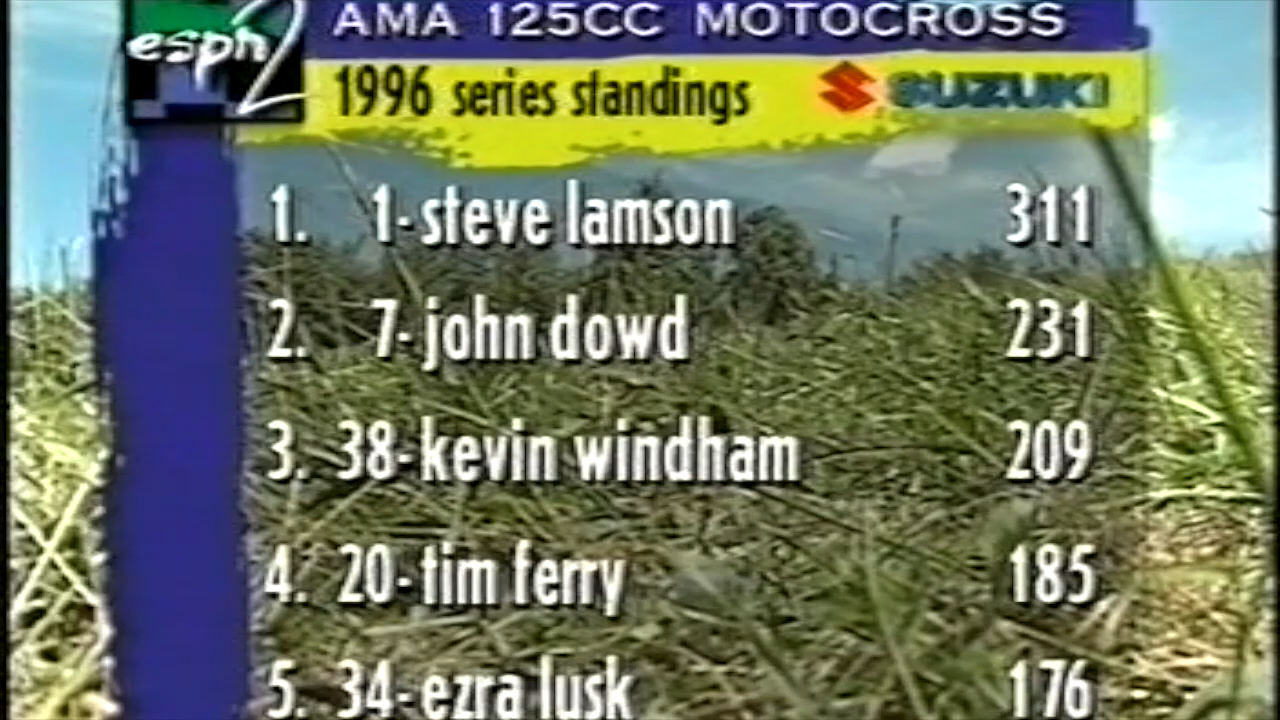 espn2
AMA 125CC MOTOCROSS
1996 series standings SUZUKI
1. 1-steve lamson 311
2. 7-john dowd 231
3. 38-kevin windham 209
4. 20-tim ferry 185
5. 34-ezra lusk 176